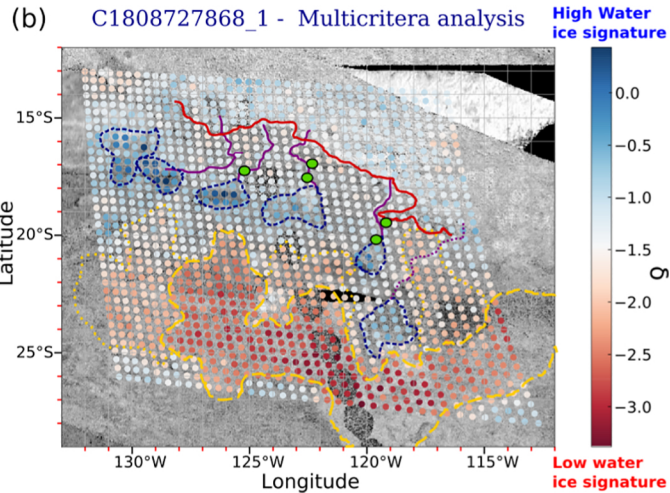 (b) C1808727868_1 - Multicritera analysis
High Water
ice signature
15°S
20°S
25°S
Latitude
130°W 125°W 120°W 115°W
Longitude
0.0
−0.5
−1.0
−1.5
−2.0
−2.5
−3.0
Low water
ice signature